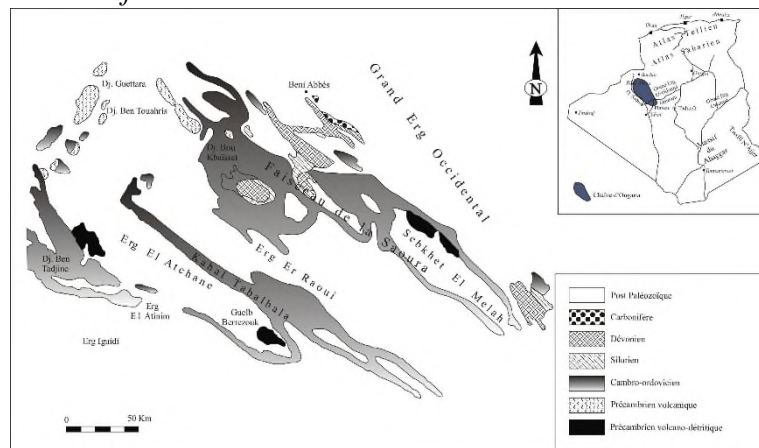 Dj. Guettara
Dj. Ben Touahris
Beni Abbès
Grand Erg Occidental
N
Dj. Bou
Faisceau de la Saoura
Sebkhet El Melah
Erg Er Raoui
Kahal Tabalbala
Erg El Atchane
Dj. Ben
Tadjine
Erg
El Atinim
Erg Iguidi
Guelb
Berrezouk
0 50 Km
Atlas Tellien
Atlas Saharien
Massif du Ahaggar
Chaîne d'Ougarta
Post Paléozoïque
Carbonifère
Dévonien
Silurien
Cambro-ordovicien
Précambrien volcanique
Précambrien volcano-détritique